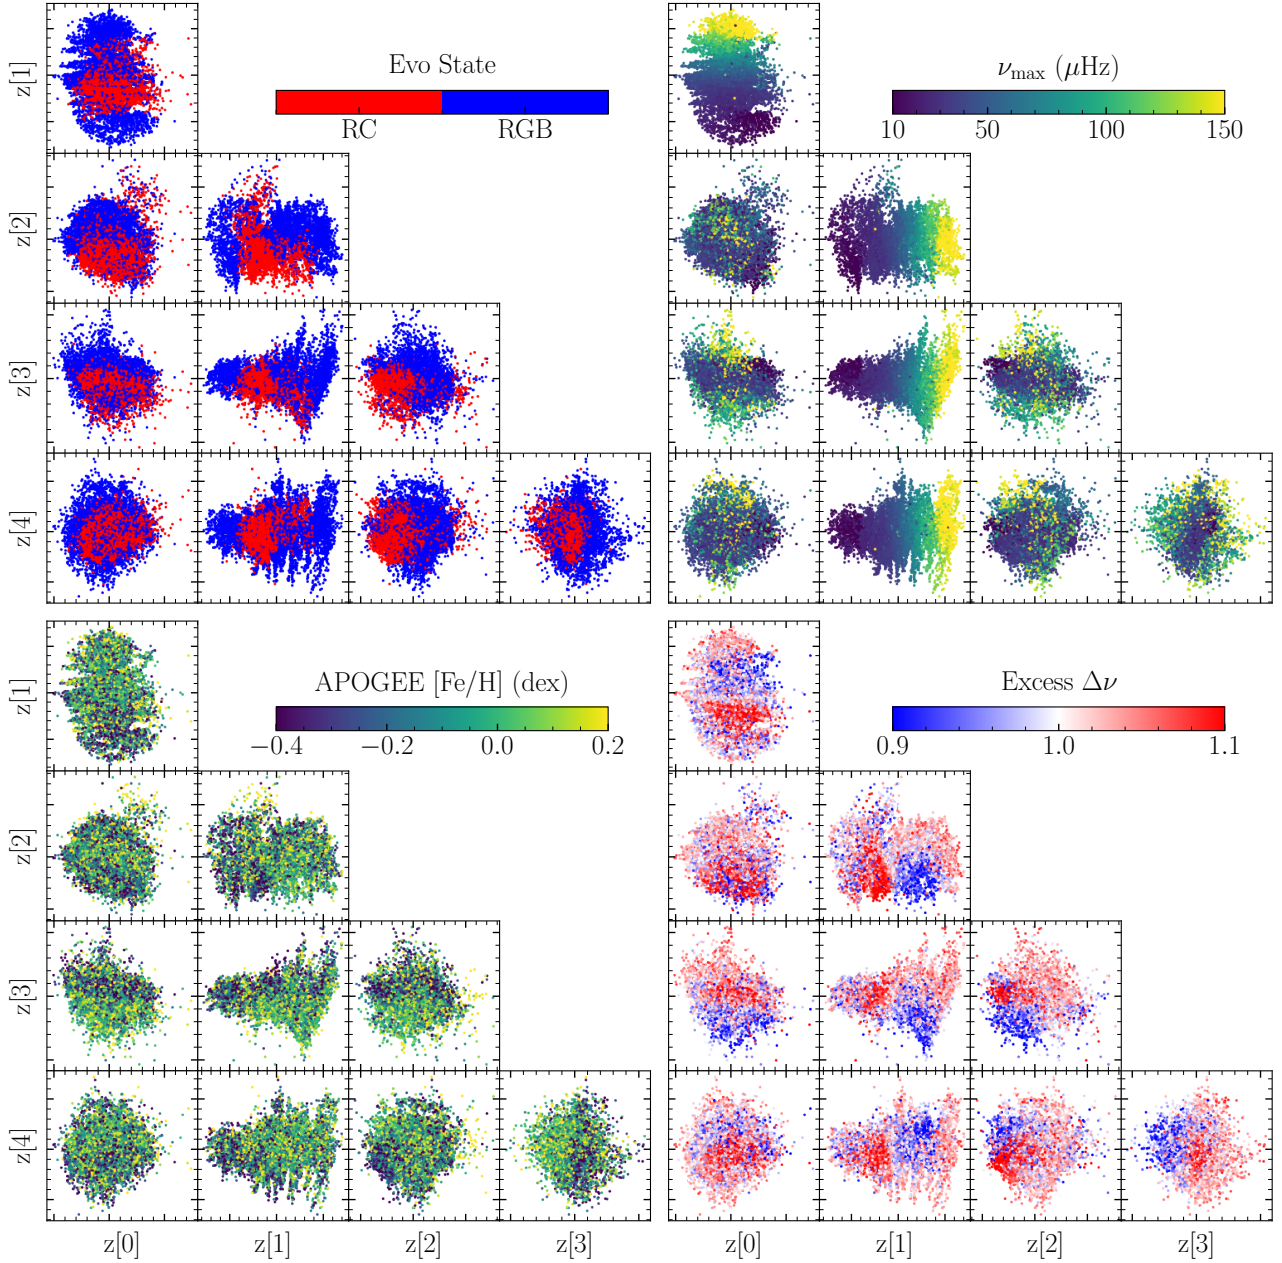 z[1]
Evo State
RC RGB
ν_max (μHz)
10 50 100 150
z[2]
z[3]
z[4]
z[1]
APOGEE [Fe/H] (dex)
−0.4 −0.2 0.0 0.2
Excess Δν
0.9 1.0 1.1
z[2]
z[3]
z[4]
z[0] z[1] z[2] z[3] z[0] z[1] z[2] z[3]